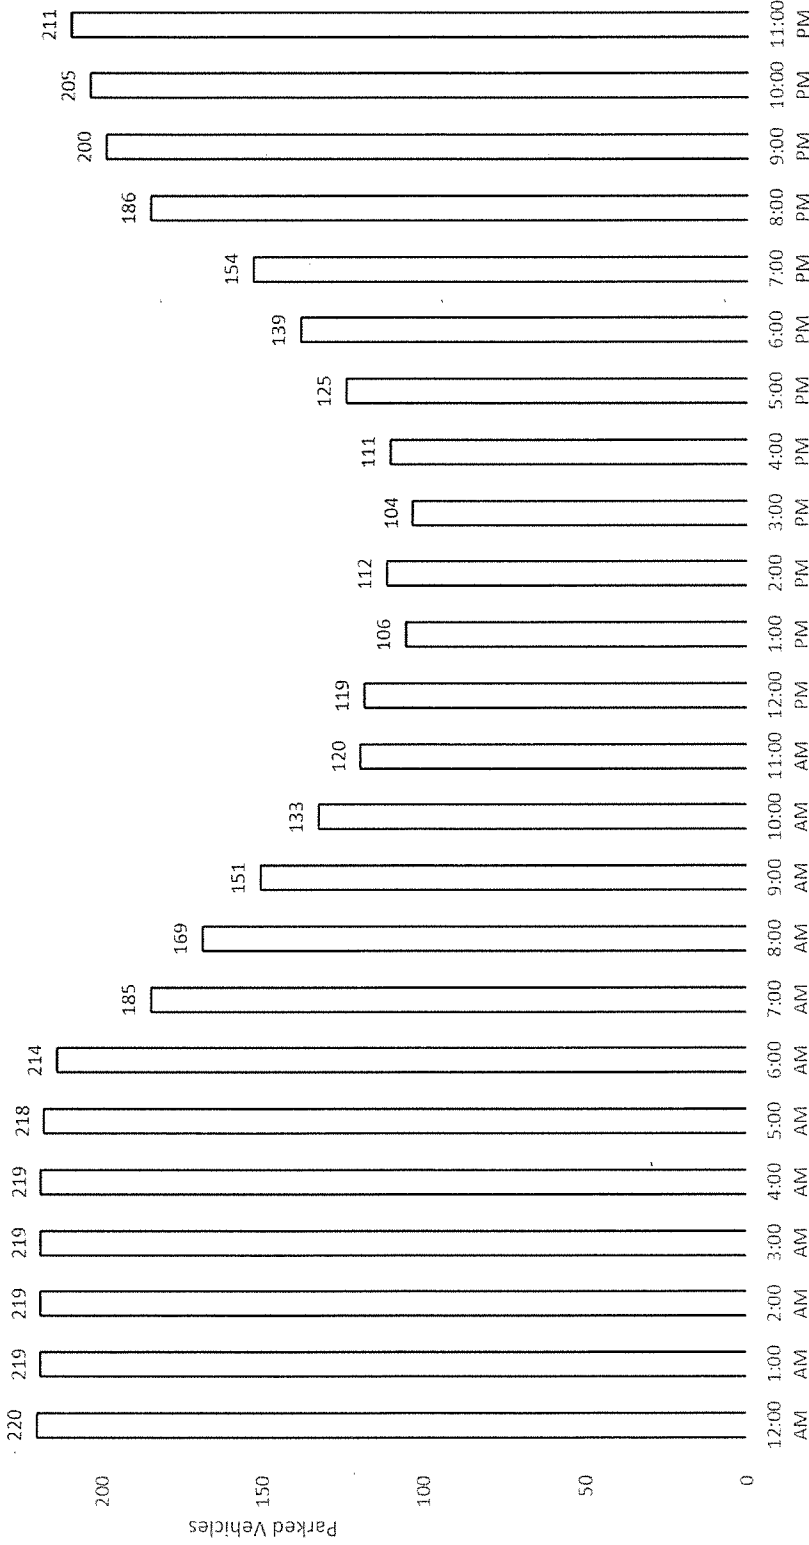 Parked Vehicles
200
150
100
50
0
220
219
219
219
219
218
214
185
169
151
133
120
119
106
112
104
111
125
139
154
186
200
205
211
12:00 AM
1:00 AM
2:00 AM
3:00 AM
4:00 AM
5:00 AM
6:00 AM
7:00 AM
8:00 AM
9:00 AM
10:00 AM
11:00 AM
12:00 PM
1:00 PM
2:00 PM
3:00 PM
4:00 PM
5:00 PM
6:00 PM
7:00 PM
8:00 PM
9:00 PM
10:00 PM
11:00 PM